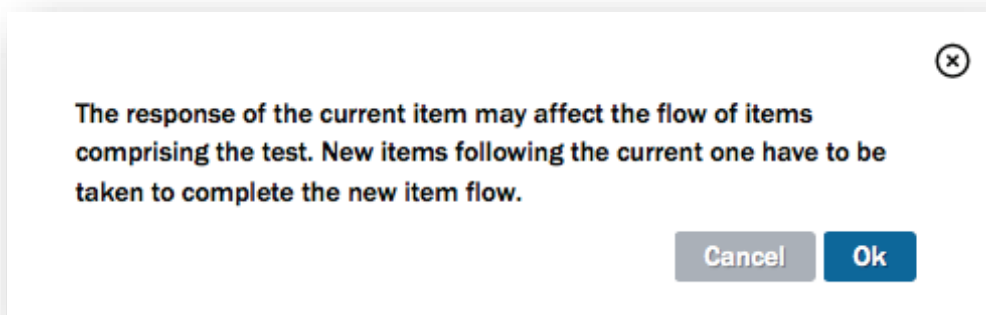 The response of the current item may affect the flow of items
comprising the test. New items following the current one have to be
taken to complete the new item flow.
Cancel Ok